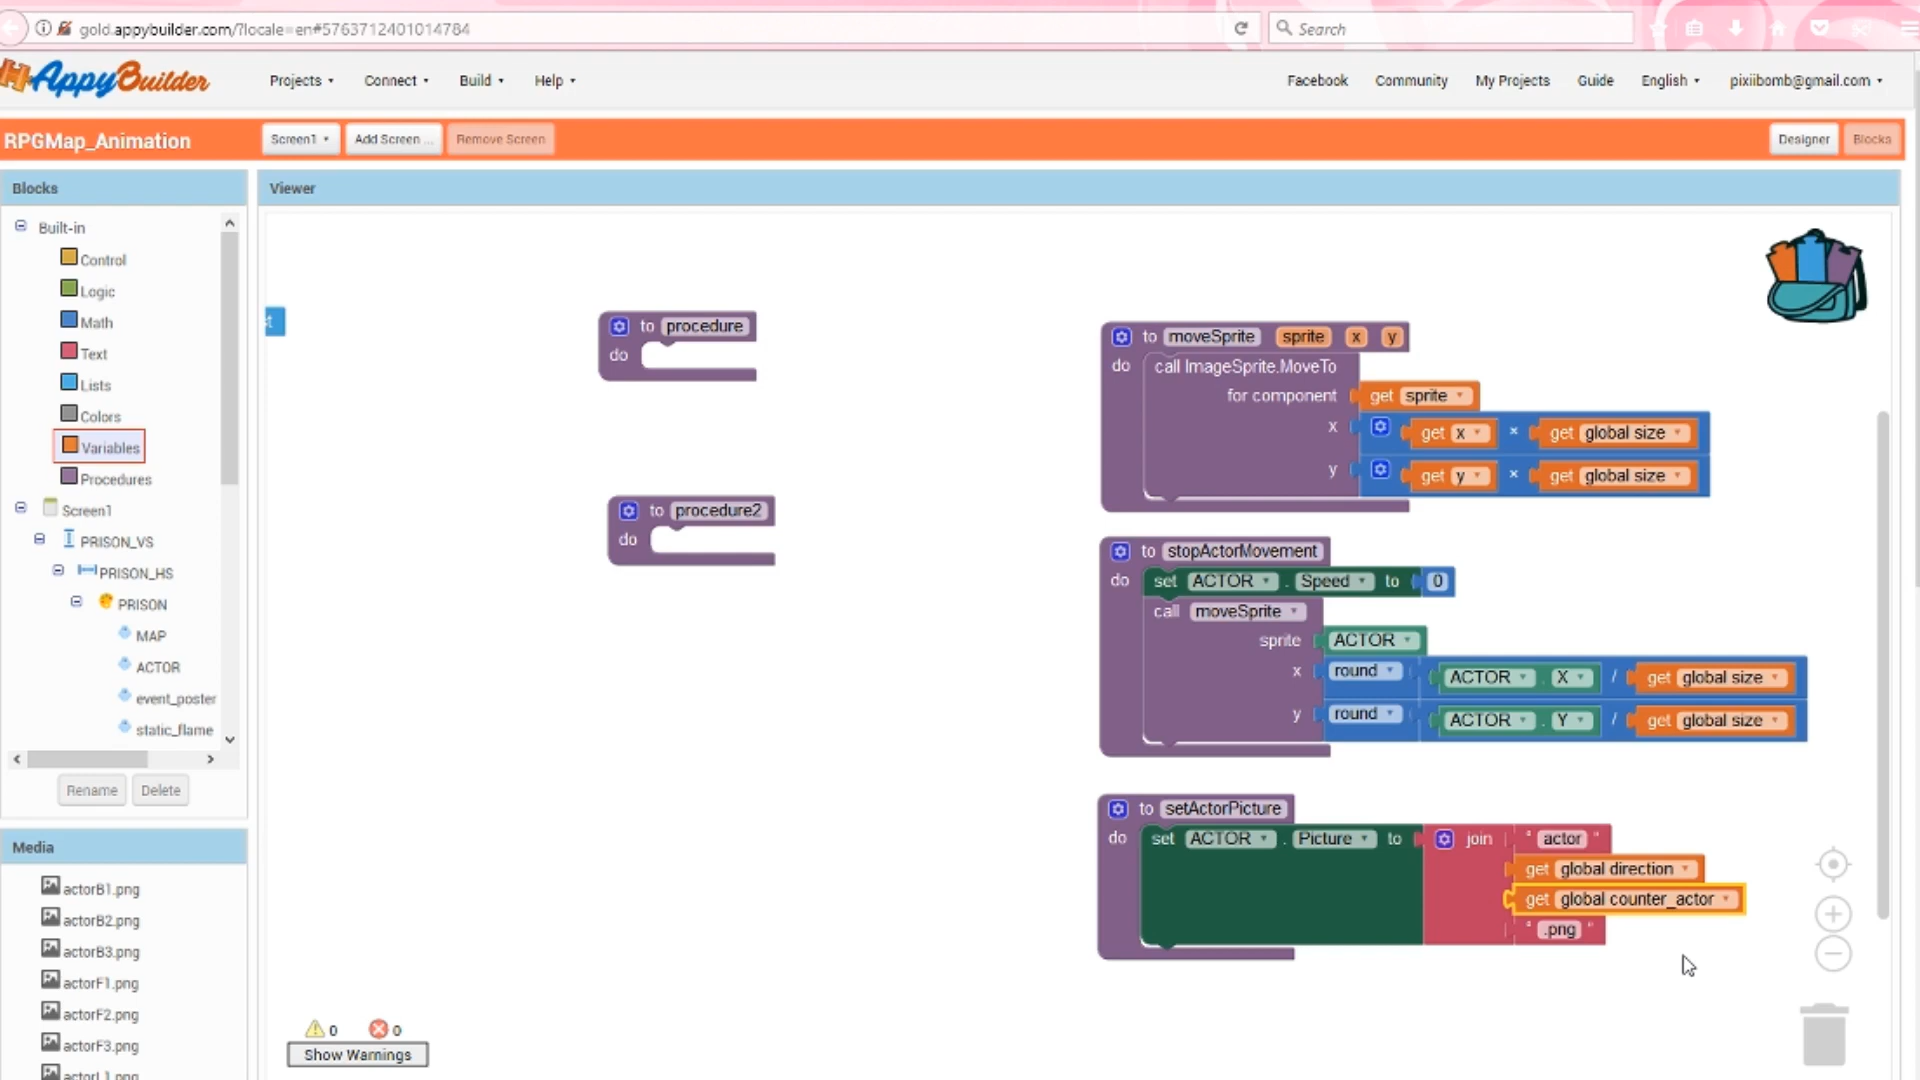 gold.appybuilder.com/?locale=en#5763712401014784
Search
AppyBuilder
Projects
Connect
Build
Help
Facebook
Community
My Projects
Guide
English
pixiibomb@gmail.com
RPGMap_Animation
Screen1
Add Screen ...
Remove Screen
Designer
Blocks
Blocks
Viewer
Built-in
Control
Logic
Math
Text
Lists
Colors
Variables
Procedures
Screen1
PRISON_VS
PRISON_HS
PRISON
MAP
ACTOR
event_poster
static_flame
Rename
Delete
Media
actorB1.png
actorB2.png
actorB3.png
actorF1.png
actorF2.png
actorF3.png
actorL1.png
to procedure
do
to procedure2
do
to moveSprite sprite x y
do call ImageSprite.MoveTo
for component get sprite
x get x × get global size
y get y × get global size
to stopActorMovement
do set ACTOR . Speed to 0
call moveSprite
sprite ACTOR
x round ACTOR . X / get global size
y round ACTOR . Y / get global size
to setActorPicture
do set ACTOR . Picture to join " actor "
get global direction
get global counter_actor
" .png "
0 0
Show Warnings